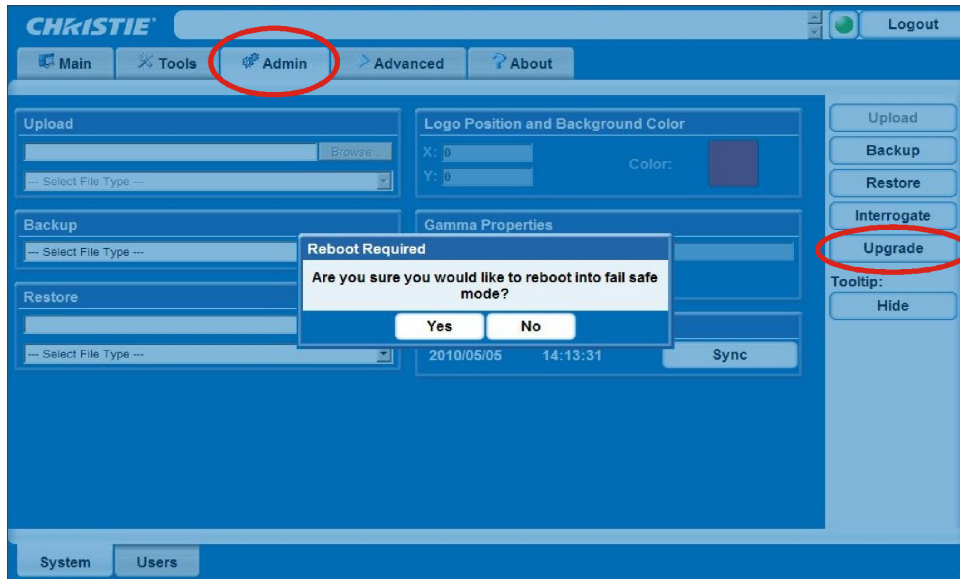 CHRISTIE
Logout
Main
Tools
Admin
Advanced
About
Upload
Browse...
--- Select File Type ---
Logo Position and Background Color
X: 0
Y: 0
Color:
Upload
Backup
Restore
Interrogate
Upgrade
Tooltip:
Hide
Backup
--- Select File Type ---
Gamma Properties
Reboot Required
Are you sure you would like to reboot into fail safe
mode?
Yes
No
Restore
--- Select File Type ---
2010/05/05 14:13:31
Sync
System
Users